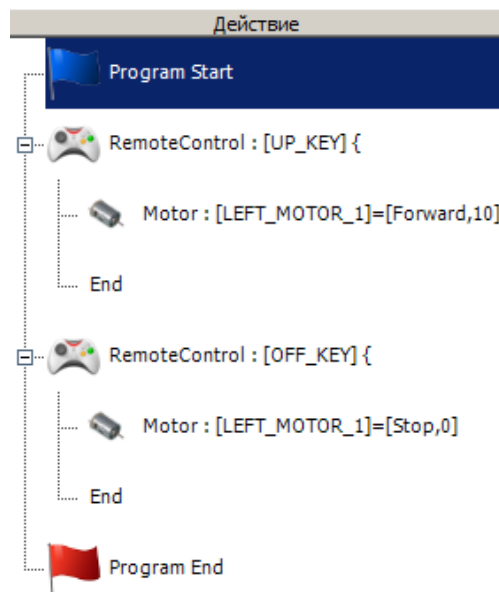 Действие
Program Start
RemoteControl : [UP_KEY] {
Motor : [LEFT_MOTOR_1]=[Forward,10]
End
RemoteControl : [OFF_KEY] {
Motor : [LEFT_MOTOR_1]=[Stop,0]
End
Program End